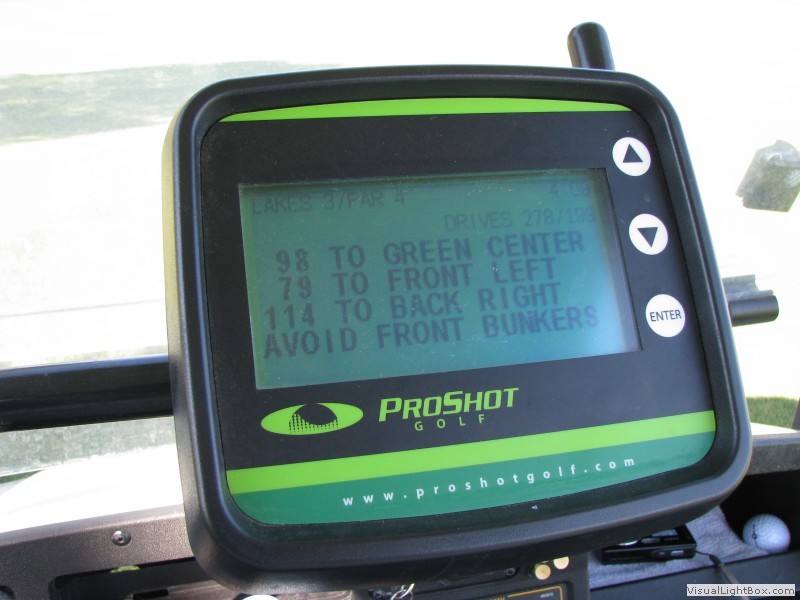 LAKES 3/PAR 4
DRIVES 278/199
98 TO GREEN CENTER
79 TO FRONT LEFT
114 TO BACK RIGHT
AVOID FRONT BUNKERS
ENTER
PROSHOT
GOLF
www.proshotgolf.com
VisualLightBox.com